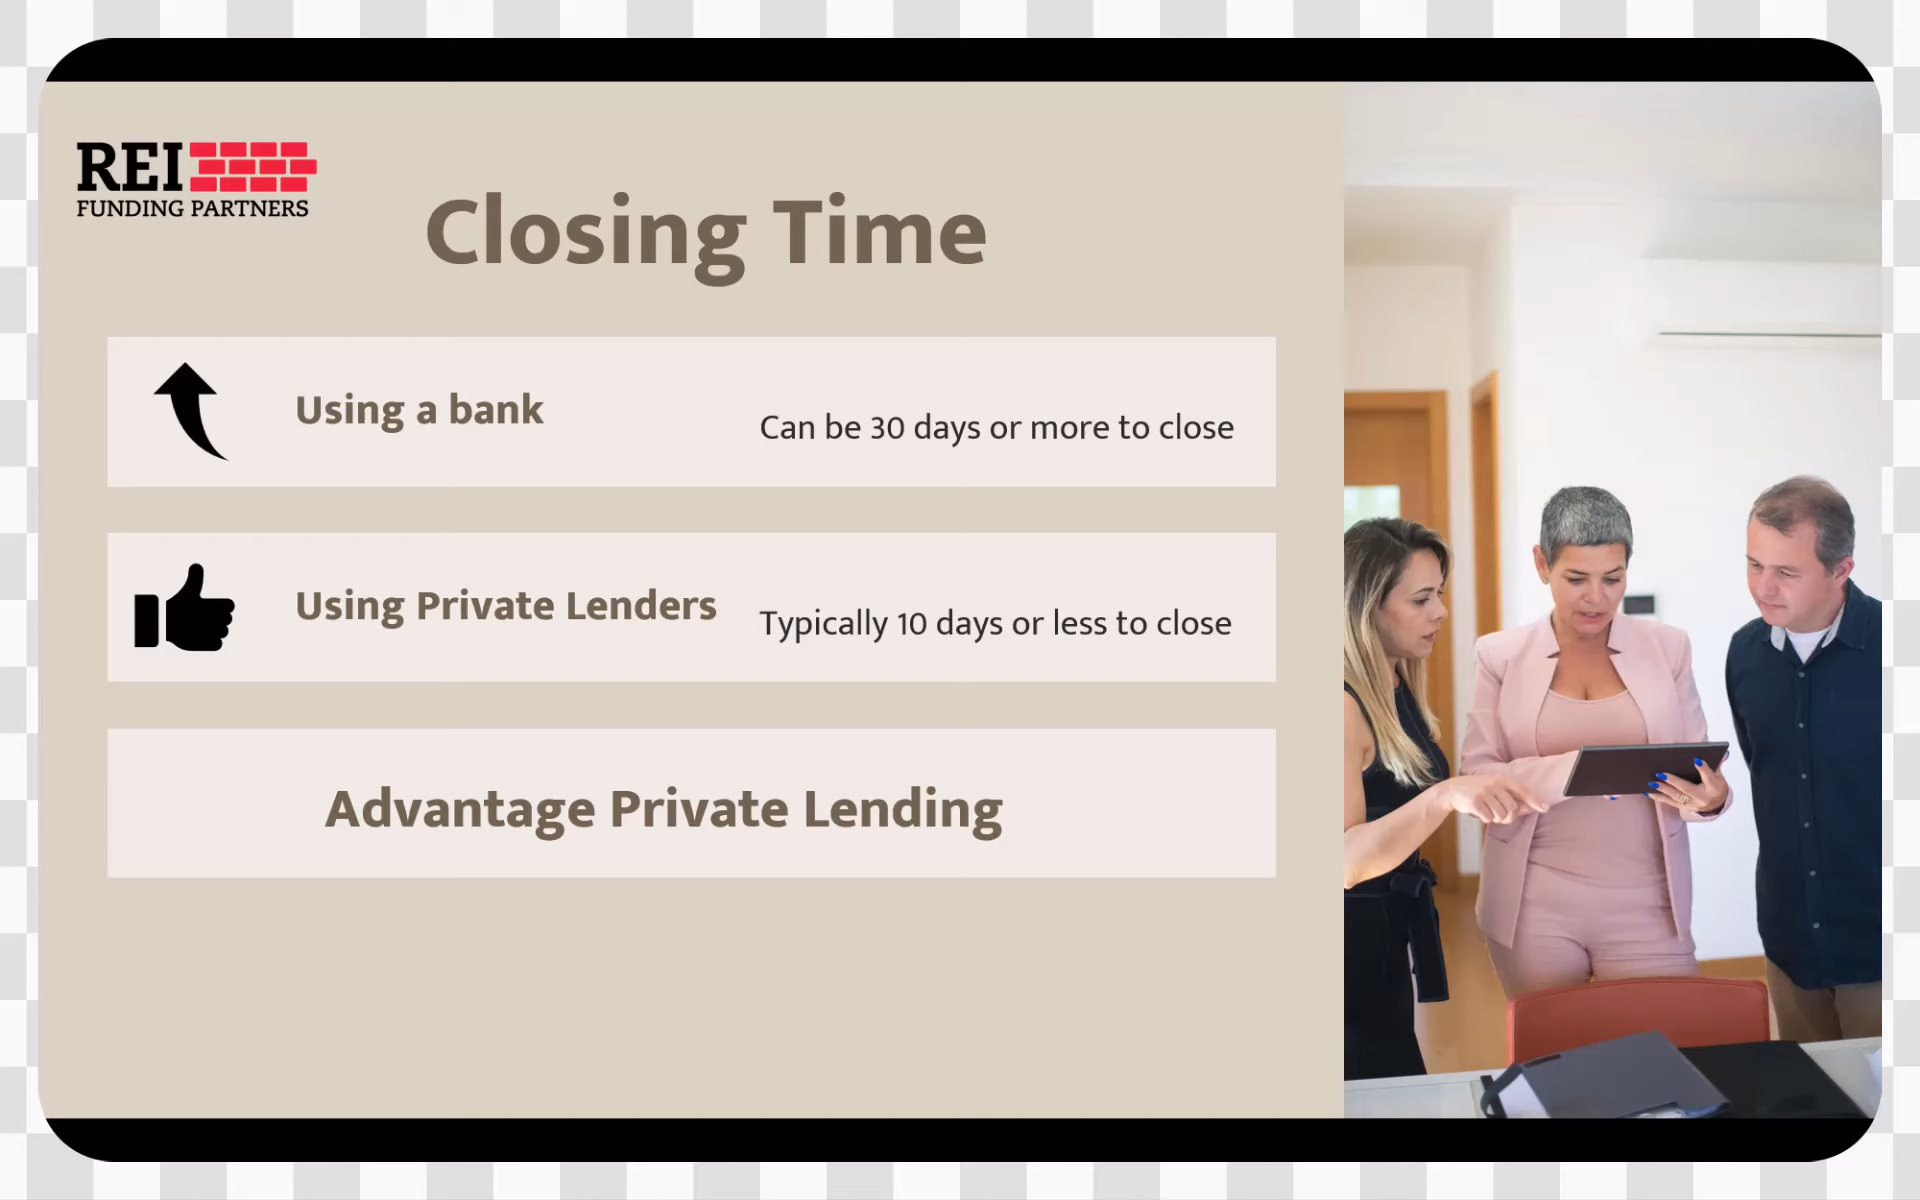 REI
FUNDING PARTNERS
Closing Time
Using a bank
Can be 30 days or more to close
Using Private Lenders
Typically 10 days or less to close
Advantage Private Lending